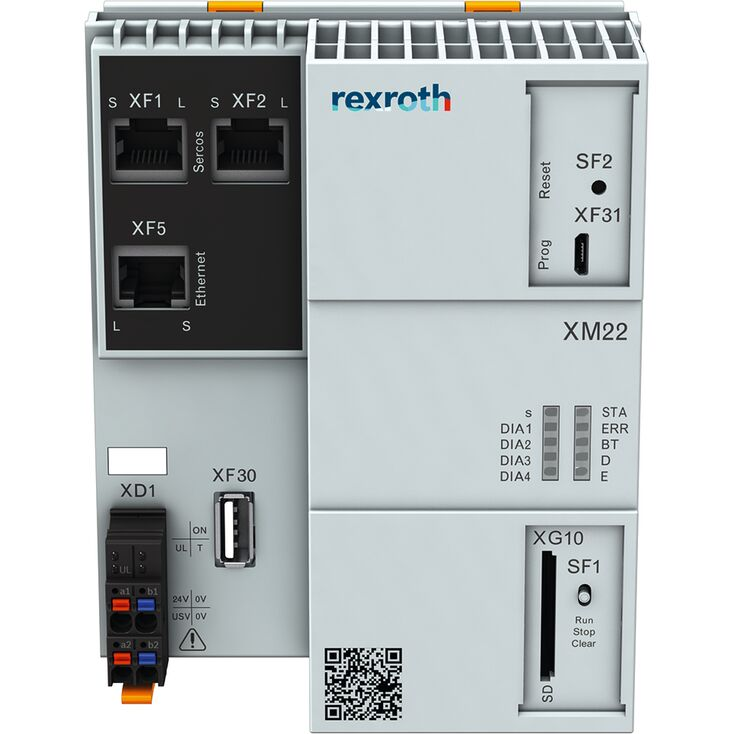 S XF1 L
S XF2 L
Sercos
XF5
Ethernet
L S
rexroth
Reset
SF2
XF31
Prog
XM22
s STA
DIA1 ERR
DIA2 BT
DIA3 D
DIA4 E
XD1
XF30
ON
UL T
UL
a1 b1
24V 0V
USV 0V
a2 b2
XG10
SF1
Run
Stop
Clear
SD